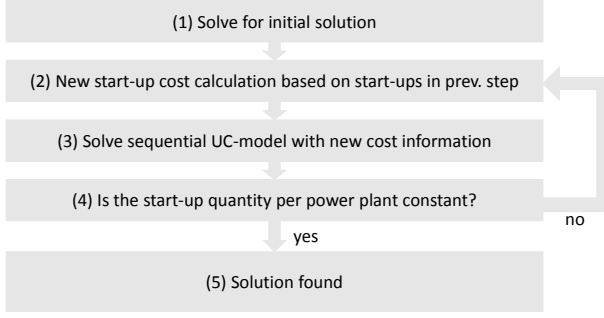 (1) Solve for initial solution
(2) New start-up cost calculation based on start-ups in prev. step
(3) Solve sequential UC-model with new cost information
(4) Is the start-up quantity per power plant constant?
no
yes
(5) Solution found